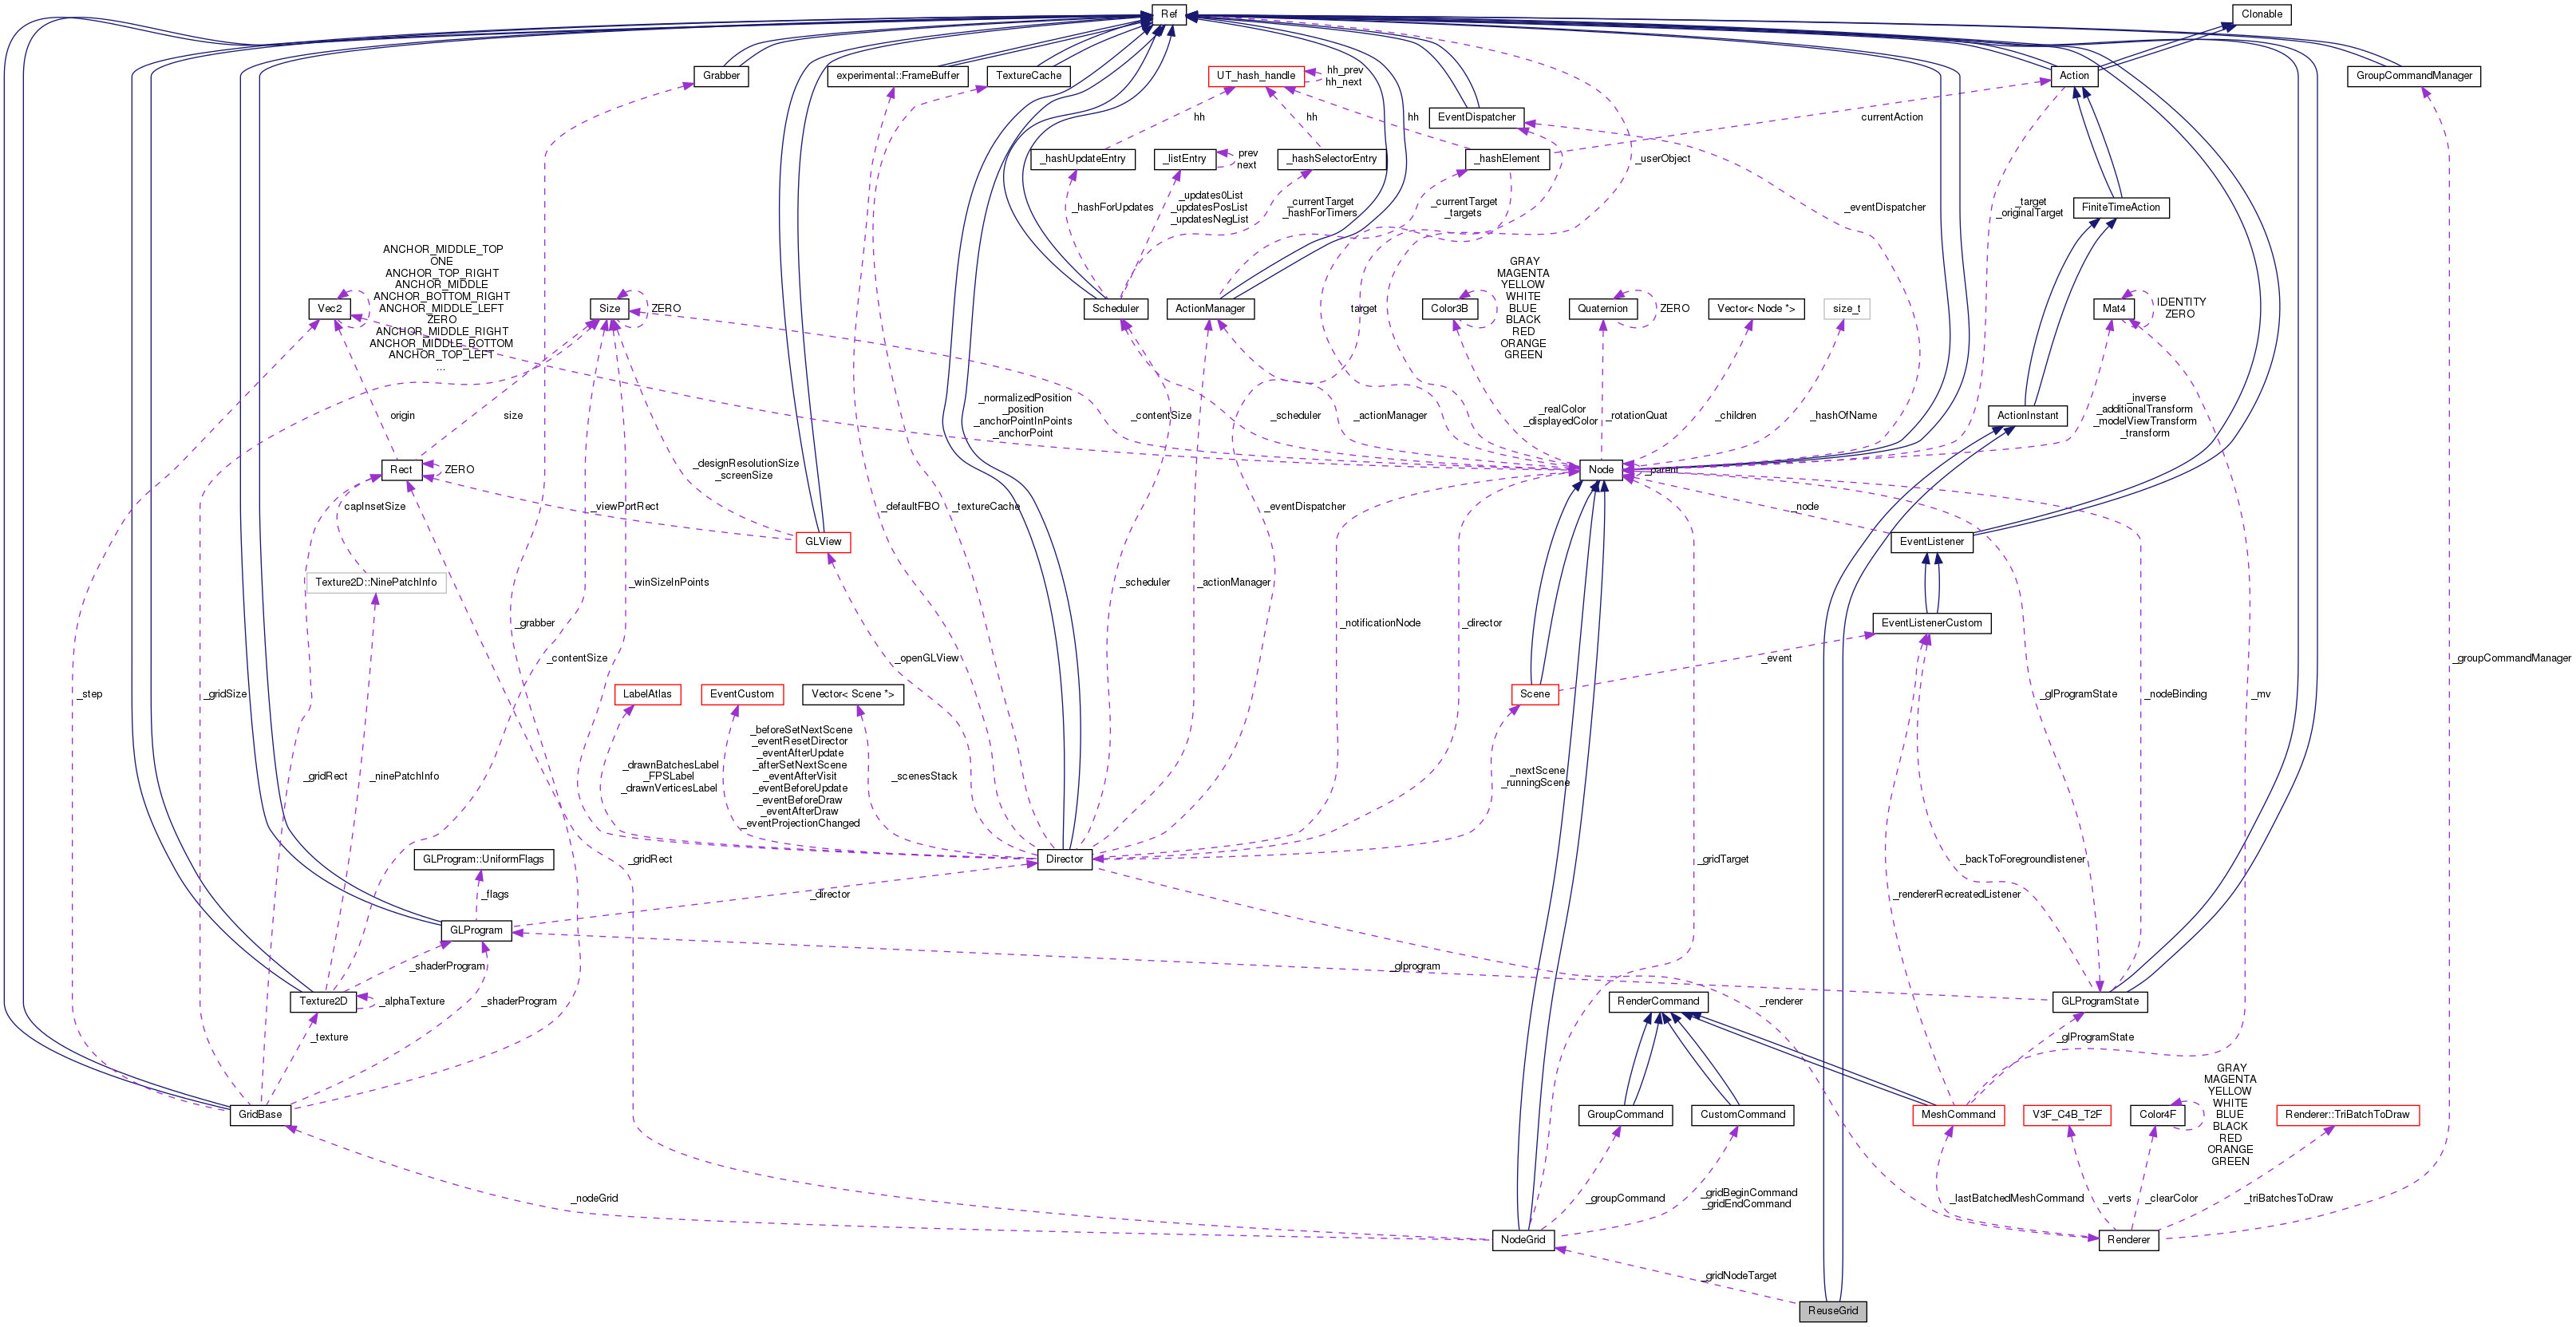 Ref
Clonable
Grabber
experimental::FrameBuffer
TextureCache
UT_hash_handle
hh_prev
hh_next
Action
GroupCommandManager
EventDispatcher
hh
hh
hh
currentAction
_hashUpdateEntry
_listEntry
prev
next
_hashSelectorEntry
_hashElement
_userObject
_hashForUpdates
_updates0List
_updatesPosList
_updatesNegList
_currentTarget
_hashForTimers
_currentTarget
_targets
_eventDispatcher
_target
_originalTarget
FiniteTimeAction
ANCHOR_MIDDLE_TOP
ONE
ANCHOR_TOP_RIGHT
ANCHOR_MIDDLE
ANCHOR_BOTTOM_RIGHT
ANCHOR_MIDDLE_LEFT
ZERO
ANCHOR_MIDDLE_RIGHT
ANCHOR_MIDDLE_BOTTOM
ANCHOR_TOP_LEFT
...
Vec2
Size
ZERO
Scheduler
ActionManager
target
Color3B
GRAY
MAGENTA
YELLOW
WHITE
BLUE
BLACK
RED
ORANGE
GREEN
Quaternion
ZERO
Vector< Node *>
size_t
Mat4
IDENTITY
ZERO
origin
size
_normalizedPosition
_position
_anchorPointInPoints
_anchorPoint
_contentSize
_scheduler
_actionManager
_realColor
_displayedColor
_rotationQuat
_children
_hashOfName
ActionInstant
_inverse
_additionalTransform
_modelViewTransform
_transform
Rect
ZERO
_designResolutionSize
_screenSize
Node
_parent
capInsetSize
_viewPortRect
_defaultFBO
_textureCache
_eventDispatcher
_node
GLView
EventListener
Texture2D::NinePatchInfo
_winSizeInPoints
_scheduler
_actionManager
_grabber
_notificationNode
_director
EventListenerCustom
_contentSize
_openGLView
_event
_groupCommandManager
_step
_gridSize
LabelAtlas
EventCustom
Vector< Scene *>
Scene
_glProgramState
_nodeBinding
_mv
_gridRect
_ninePatchInfo
_drawnBatchesLabel
_FPSLabel
_drawnVerticesLabel
_beforeSetNextScene
_eventResetDirector
_eventAfterUpdate
_afterSetNextScene
_eventAfterVisit
_eventBeforeUpdate
_eventBeforeDraw
_eventAfterDraw
_eventProjectionChanged
_scenesStack
_nextScene
_runningScene
GLProgram::UniformFlags
_gridRect
Director
_gridTarget
_backToForegroundlistener
_flags
_director
_rendererRecreatedListener
GLProgram
_shaderProgram
_glprogram
Texture2D
_alphaTexture
_shaderProgram
RenderCommand
_renderer
GLProgramState
_texture
_glProgramState
GridBase
GroupCommand
CustomCommand
MeshCommand
V3F_C4B_T2F
Color4F
GRAY
MAGENTA
YELLOW
WHITE
BLUE
BLACK
RED
ORANGE
GREEN
Renderer::TriBatchToDraw
_nodeGrid
_groupCommand
_gridBeginCommand
_gridEndCommand
_lastBatchedMeshCommand
_verts
_clearColor
_triBatchesToDraw
NodeGrid
Renderer
_gridNodeTarget
ReuseGrid